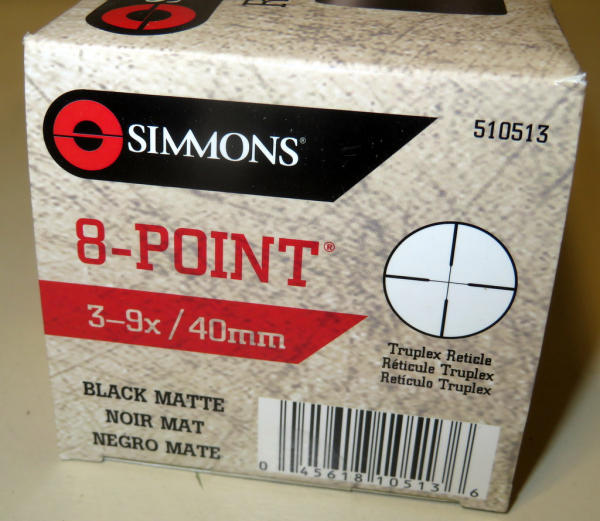 SIMMONS®
510513
8-POINT®
3-9x/40mm
Truplex Reticle
Réticule Truplex
Retículo Truplex
BLACK MATTE
NOIR MAT
NEGRO MATE
0 45618 10513 6